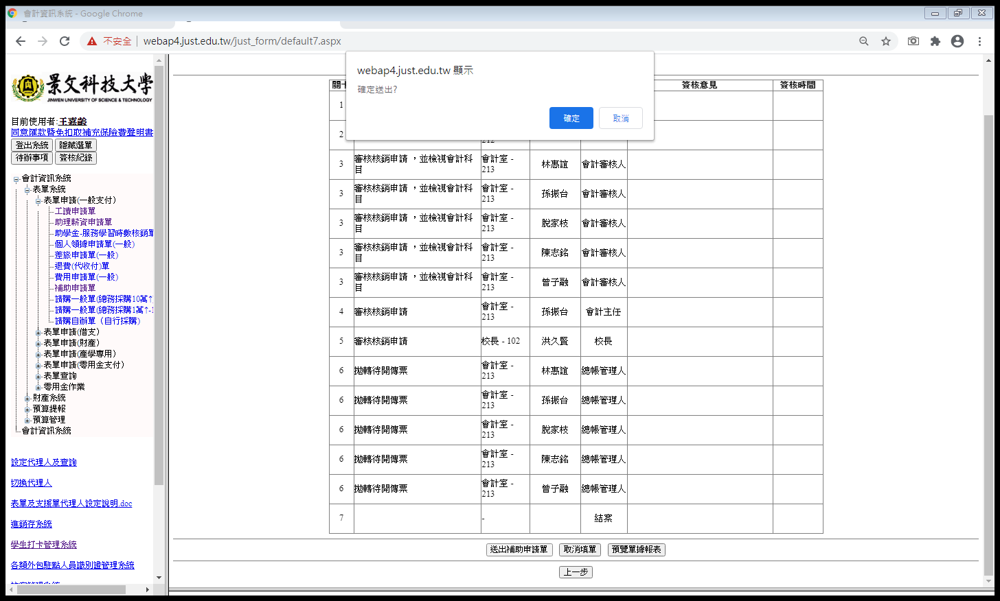 會計資訊系統 - Google Chrome
不安全 webap4.just.edu.tw/just_form/default7.aspx
webap4.just.edu.tw 顯示
確定送出?
確定 取消
景文科技大學
JINWEN UNIVERSITY OF SCIENCE & TECHNOLOGY
目前使用者:王嘉齡
同意匯款暨免扣取補充保險費聲明書
登出系統 隱藏選單
待辦事項 簽核紀錄
會計資訊系統
表單系統
表單申請(一般支付)
工讀申請單
助理薪資申請單
助學金-服務學習時數核銷單
個人領據申請單(一般)
差旅申請單(一般)
退費(代收付)單
費用申請單(一般)
補助申請單
請購一般單(總務採購10萬↑)
請購一般單(總務採購1萬↑-1
請購自辦單（自行採購)
表單申請(借支)
表單申請(財產)
表單申請(產學專用)
表單申請(零用金支付)
表單查詢
零用金作業
財產系統
預算提報
預算管理
會計資訊系統
設定代理人及查詢
切換代理人
表單及支援單代理人設定說明.doc
進銷存系統
學生打卡管理系統
各類外包駐點人員識別證管理系統
關 簽核意見 簽核時間
1
2 212
3 審核核銷申請 ，並檢視會計科目 會計室 - 213 林惠誼 會計審核人
3 審核核銷申請 ，並檢視會計科目 會計室 - 213 孫振台 會計審核人
3 審核核銷申請 ，並檢視會計科目 會計室 - 213 脫家枝 會計審核人
3 審核核銷申請 ，並檢視會計科目 會計室 - 213 陳志銘 會計審核人
3 審核核銷申請 ，並檢視會計科目 會計室 - 213 曾子融 會計審核人
4 審核核銷申請 會計室 - 213 孫振台 會計主任
5 審核核銷申請 校長 - 102 洪久賢 校長
6 拋轉待開傳票 會計室 - 213 林惠誼 總帳管理人
6 拋轉待開傳票 會計室 - 213 孫振台 總帳管理人
6 拋轉待開傳票 會計室 - 213 脫家枝 總帳管理人
6 拋轉待開傳票 會計室 - 213 陳志銘 總帳管理人
6 拋轉待開傳票 會計室 - 213 曾子融 總帳管理人
7 - 結案
送出補助申請單 取消填單 預覽單據報表
上一步